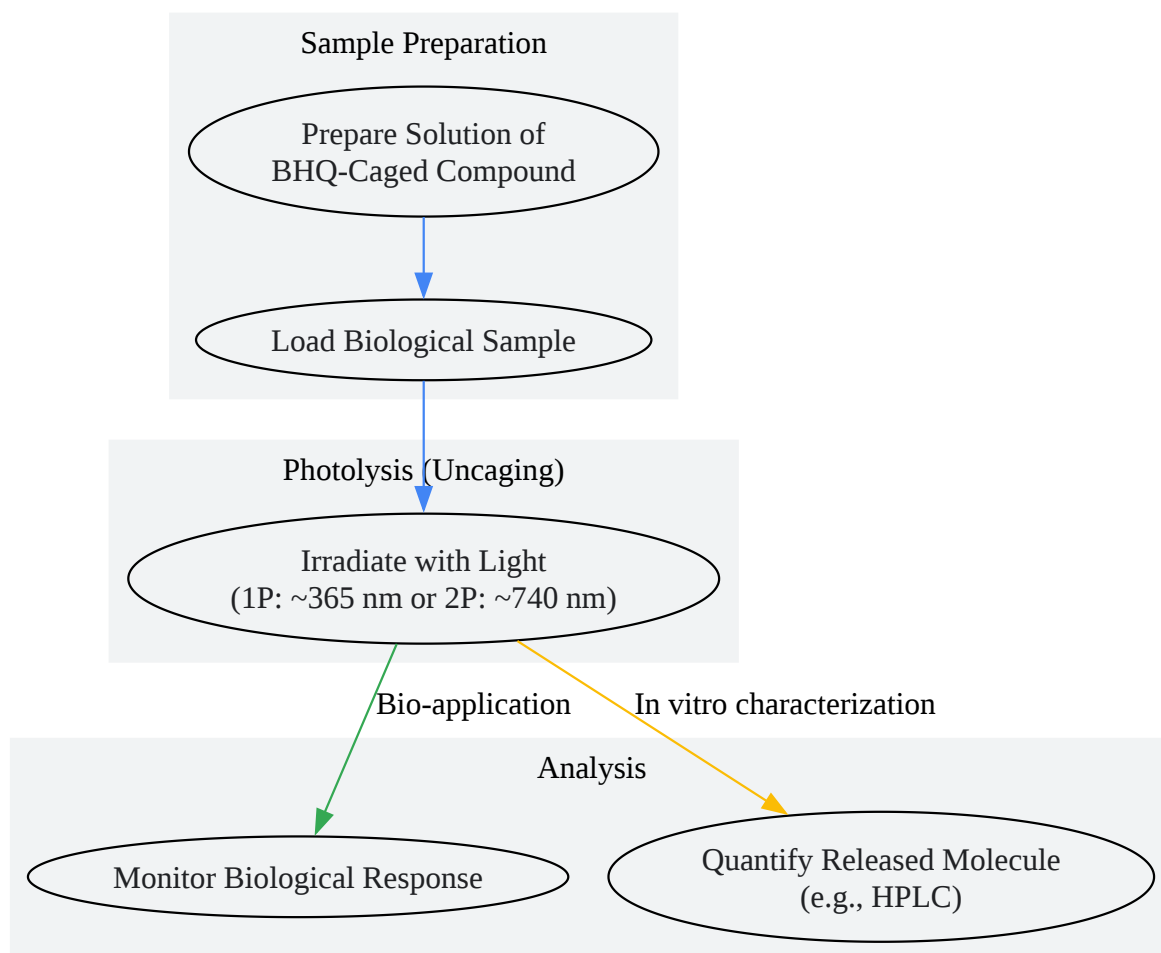 Sample Preparation
Prepare Solution of
BHQ-Caged Compound
Load Biological Sample
Photolysis (Uncaging)
Irradiate with Light
(1P: ~365 nm or 2P: ~740 nm)
Bio-application
In vitro characterization
Analysis
Monitor Biological Response
Quantify Released Molecule
(e.g., HPLC)